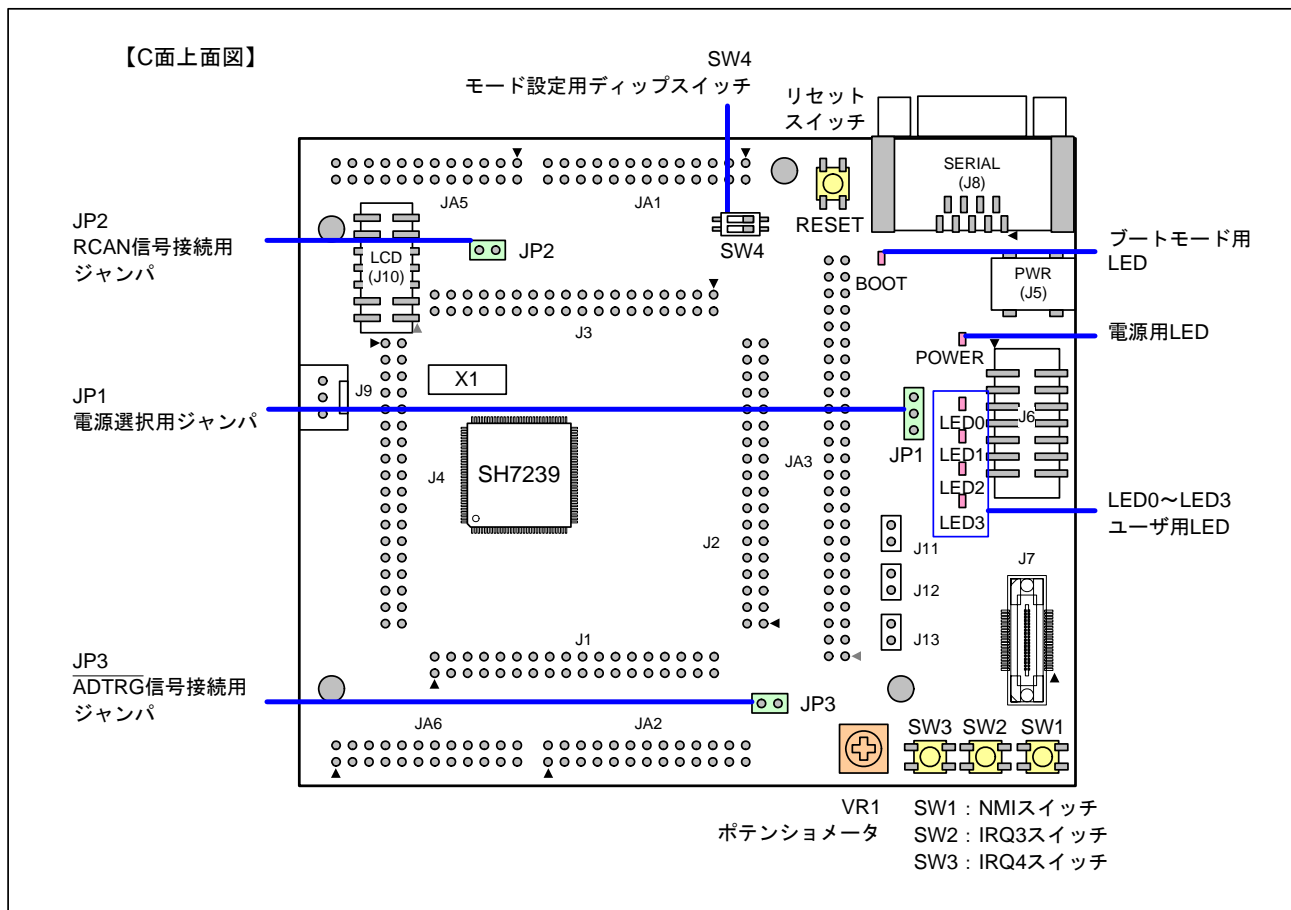 【C面上面図】
SW4
モード設定用ディップスイッチ
リセット
スイッチ
SERIAL
(J8)
JA5
JA1
RESET
SW4
JP2
RCAN信号接続用
ジャンパ
JP2
LCD
(J10)
BOOT
PWR
(J5)
ブートモード用
LED
J3
POWER
電源用LED
X1
J9
JP1
電源選択用ジャンパ
LED0
J6
LED1
JP1
JA3
J4
SH7239
LED2
LED3
LED0～LED3
ユーザ用LED
J2
J11
J7
J12
J13
J1
JP3
ADTRG信号接続用
ジャンパ
JP3
JA6
JA2
SW3
SW2
SW1
VR1
ポテンショメータ
SW1：NMIスイッチ
SW2：IRQ3スイッチ
SW3：IRQ4スイッチ